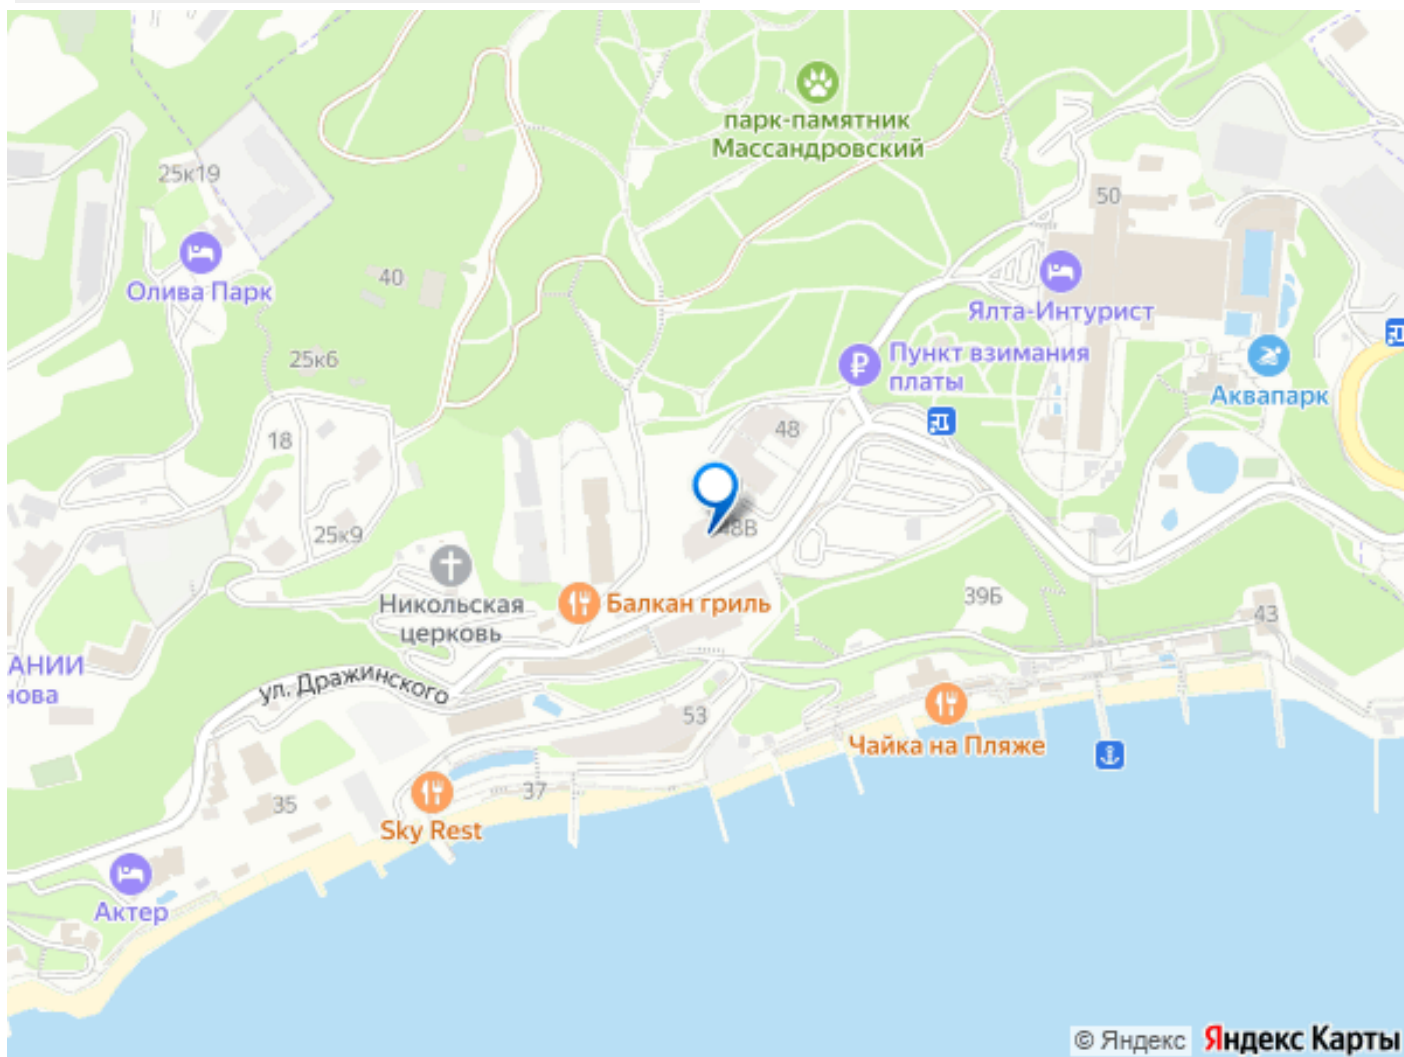 парк-памятник
Массандровский
25к19
50
Олива Парк
40
Ялта-Интурист
25к6
Пункт взимания
платы
Аквапарк
18
48
25к9
48В
Никольская
церковь
Балкан гриль
39Б
43
АНИИ
нова
ул. Дражинского
53
Чайка на Пляже
37
35
Sky Rest
Актер
© Яндекс Яндекс Карты